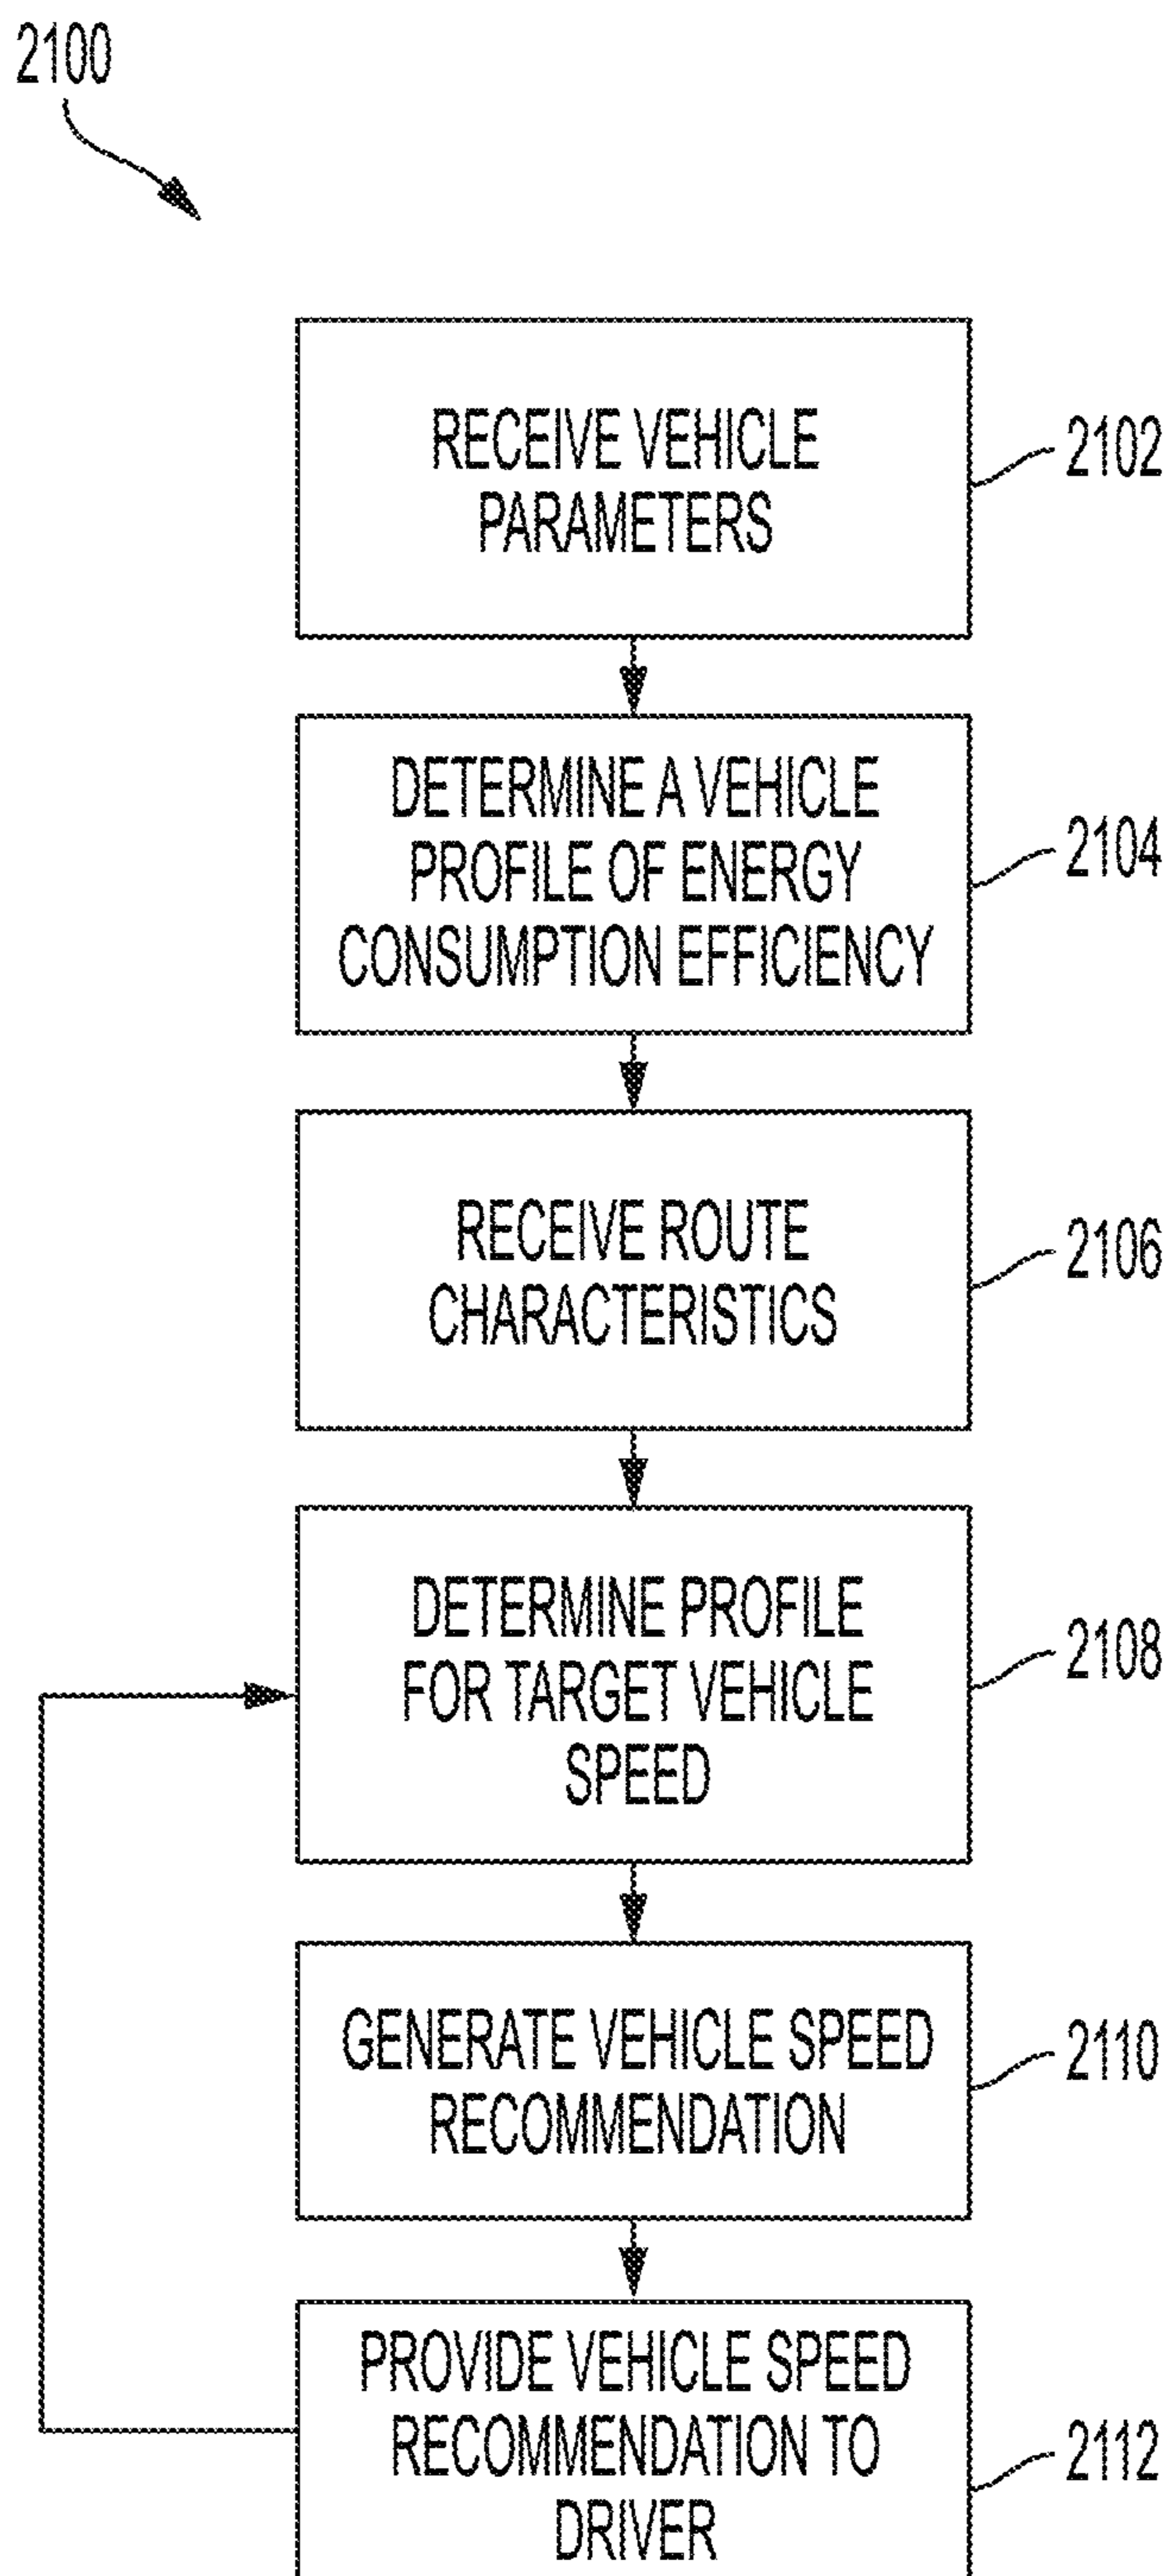 2100
RECEIVE VEHICLE
PARAMETERS
2102
DETERMINE A VEHICLE
PROFILE OF ENERGY
CONSUMPTION EFFICIENCY
2104
RECEIVE ROUTE
CHARACTERISTICS
2106
DETERMINE PROFILE
FOR TARGET VEHICLE
SPEED
2108
GENERATE VEHICLE SPEED
RECOMMENDATION
2110
PROVIDE VEHICLE SPEED
RECOMMENDATION TO
DRIVER
2112